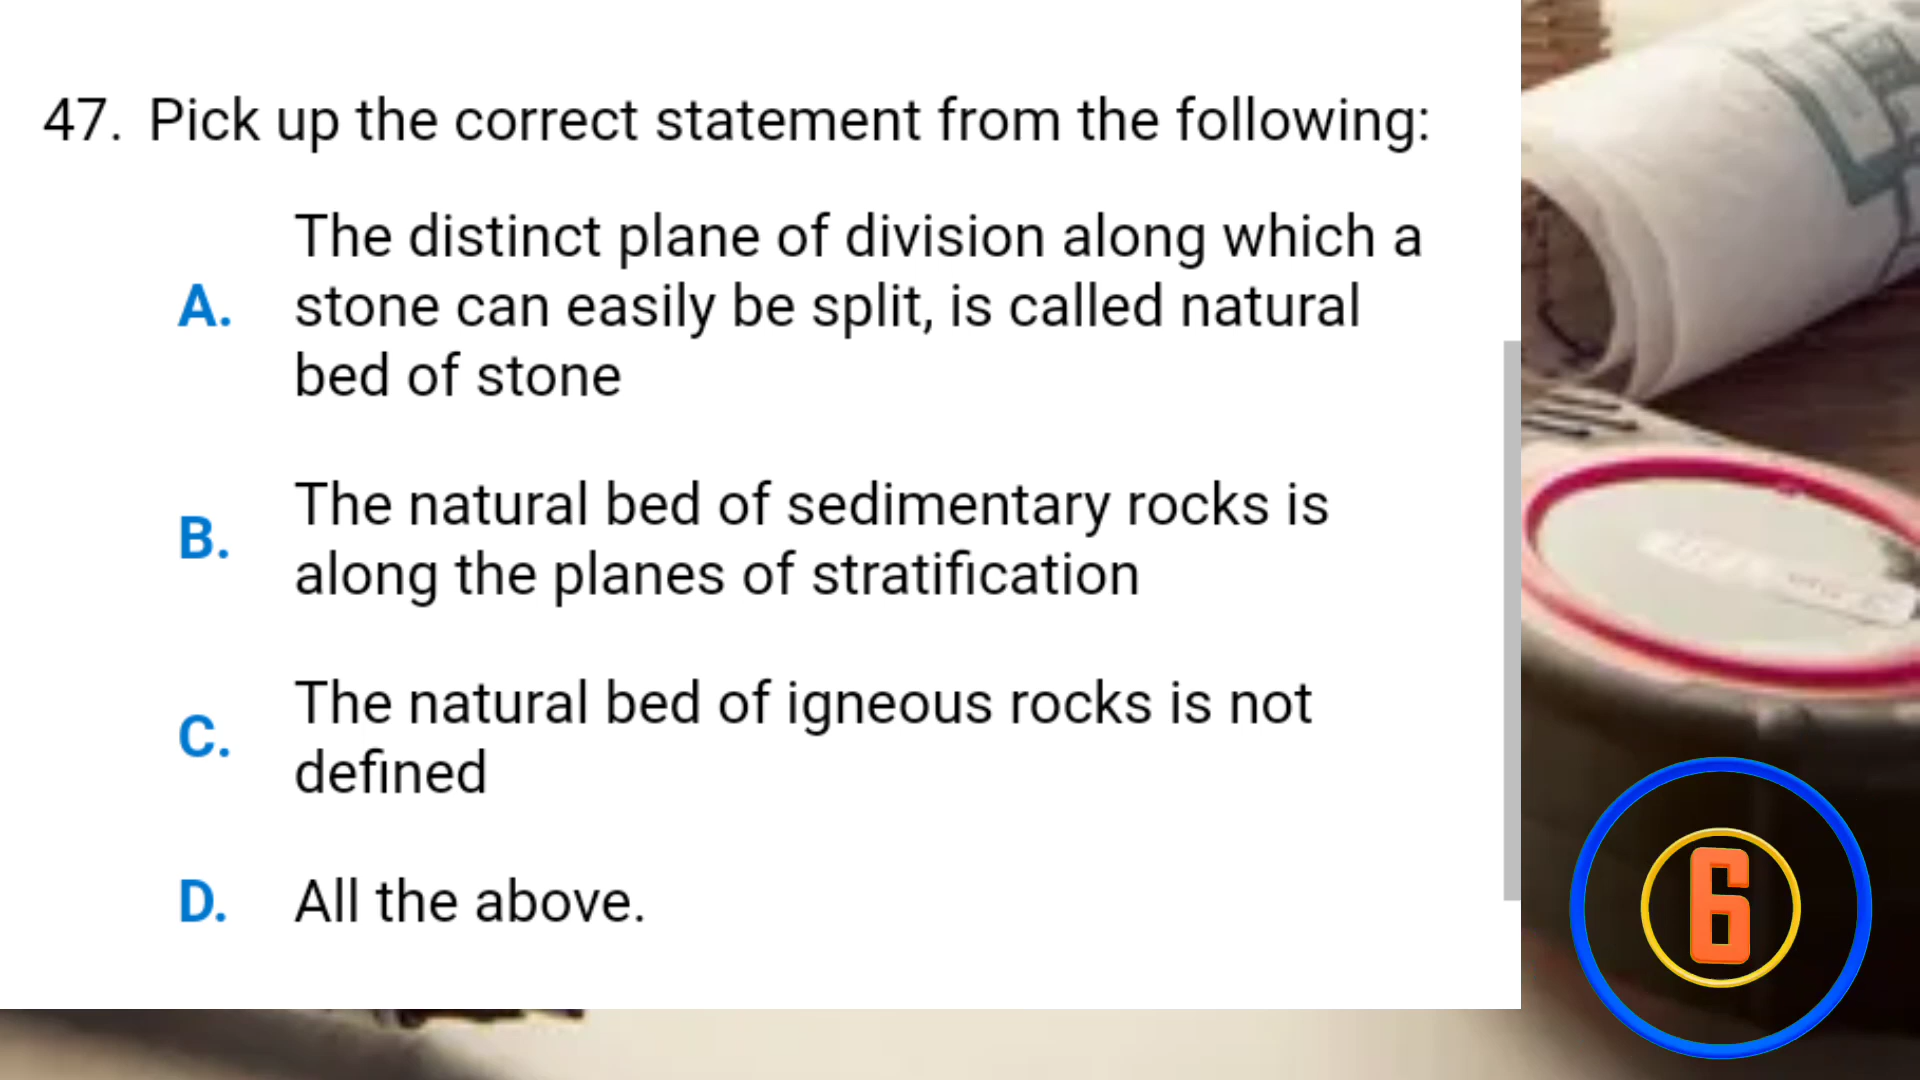 47. Pick up the correct statement from the following:
The distinct plane of division along which a
A. stone can easily be split, is called natural
bed of stone
The natural bed of sedimentary rocks is
B. along the planes of stratification
The natural bed of igneous rocks is not
C. defined
D. All the above.
6